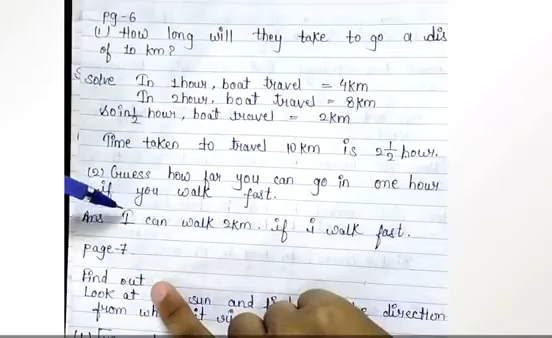 pg-6
(1) How long will they take to go a dis
of 10 km?
solve In 1hour, boat travel = 4km
In 2hour, boat travel = 8km
So in 1/2 hour, boat travel = 2km
Time taken to travel 10km is 2 1/2 hour.
(2) Guess how far you can go in one hour
if you walk fast.
Ans I can walk 2km. if i walk fast.
page-7
Find out
Look at sun and direction
from